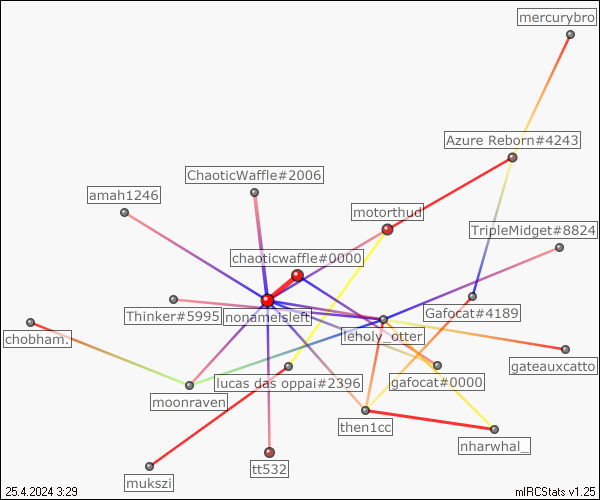 mercurybro
Azure Reborn#4243
ChaoticWaffle#2006
amah1246
motorthud
TripleMidget#8824
chaoticwaffle#0000
Thinker#5995
nonameisleft
Gafocat#4189
chobham.
leholy_otter
gateauxcatto
lucas das oppai#2396
gafocat#0000
moonraven
then1cc
nharwhal_
tt532
mukszi
25.4.2024 3:29
mIRCStats v1.25